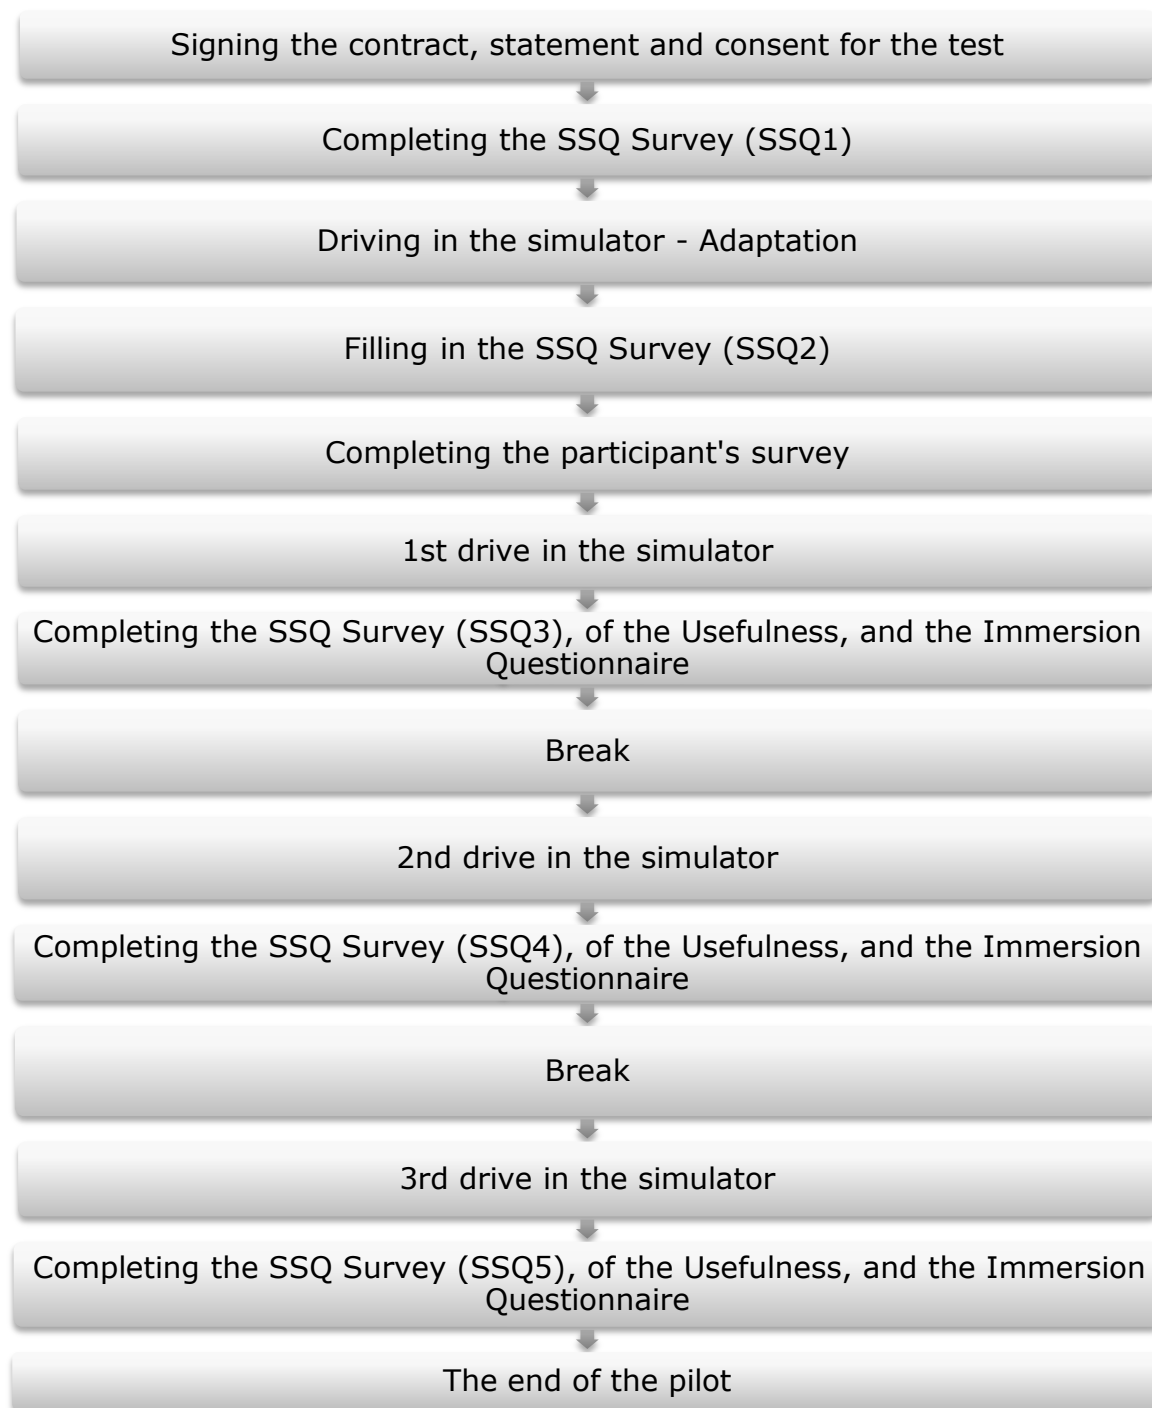 Signing the contract, statement and consent for the test
Completing the SSQ Survey (SSQ1)
Driving in the simulator - Adaptation
Filling in the SSQ Survey (SSQ2)
Completing the participant's survey
1st drive in the simulator
Completing the SSQ Survey (SSQ3), of the Usefulness, and the Immersion
Questionnaire
Break
2nd drive in the simulator
Completing the SSQ Survey (SSQ4), of the Usefulness, and the Immersion
Questionnaire
Break
3rd drive in the simulator
Completing the SSQ Survey (SSQ5), of the Usefulness, and the Immersion
Questionnaire
The end of the pilot